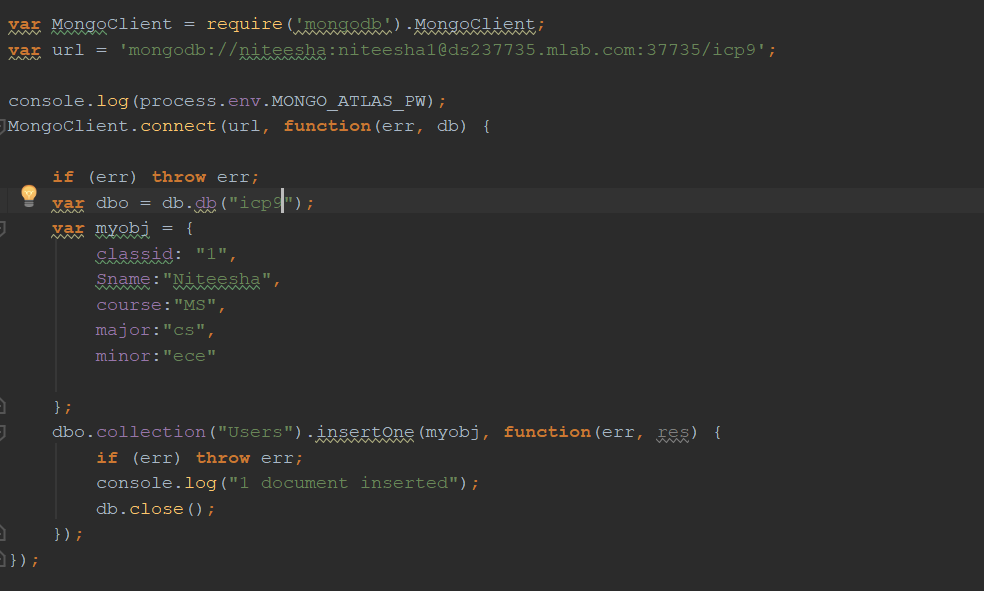 var MongoClient = require('mongodb').MongoClient;
var url = 'mongodb://niteesha:niteesha1@ds237735.mlab.com:37735/icp9';
console.log(process.env.MONGO_ATLAS_PW);
MongoClient.connect(url, function(err, db) {
if (err) throw err;
var dbo = db.db("icp9");
var myobj = {
classid: "1",
Sname:"Niteesha",
course:"MS",
major:"cs",
minor:"ece"
};
dbo.collection("Users").insertOne(myobj, function(err, res) {
if (err) throw err;
console.log("1 document inserted");
db.close();
});
});